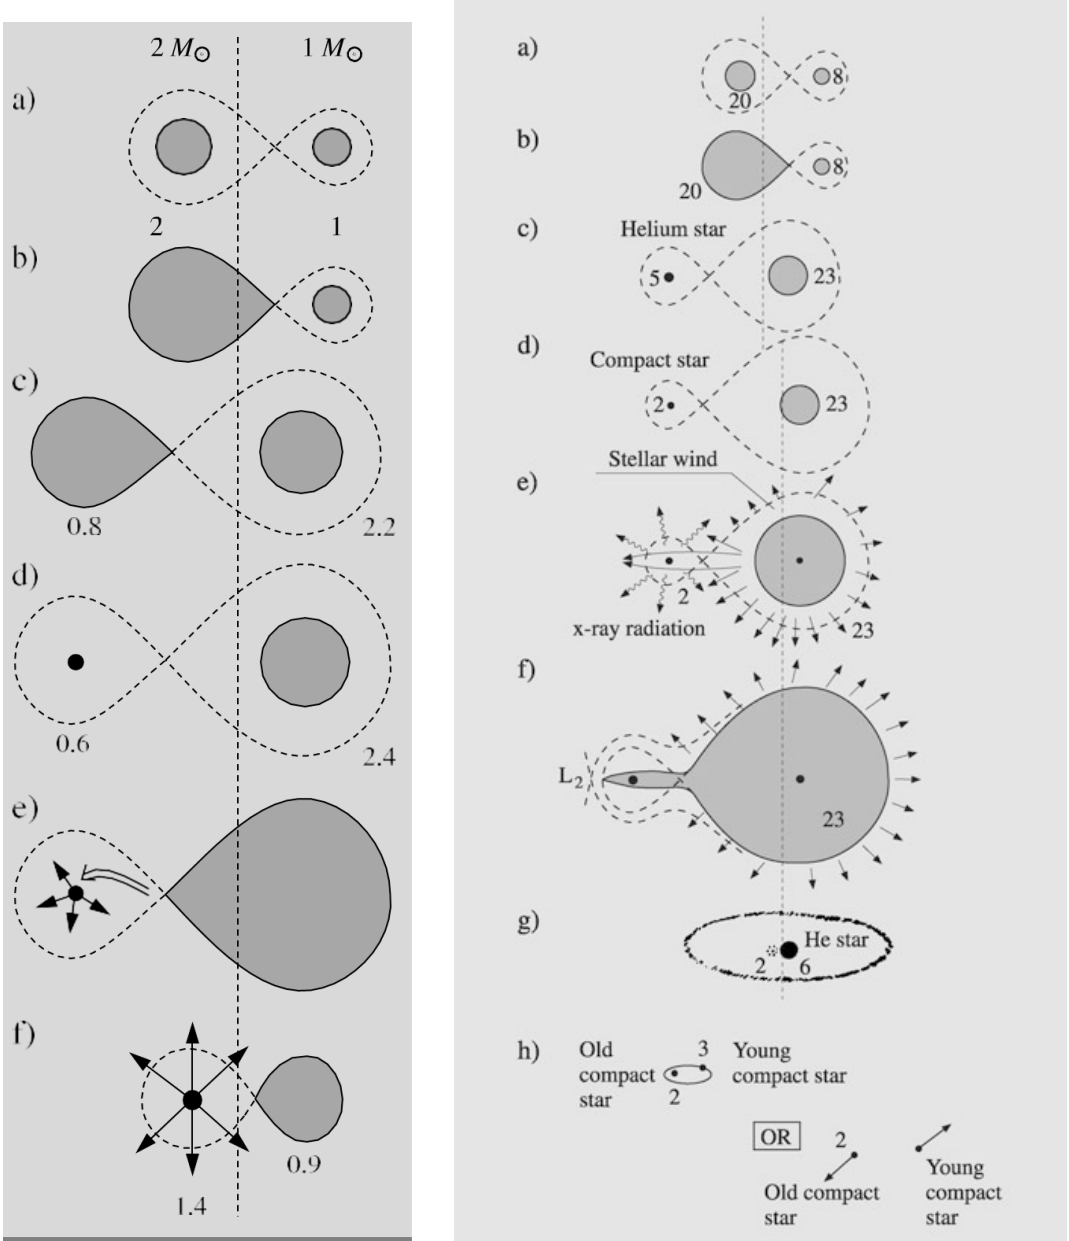 2 M☉ 1 M☉
a)
2 1
b)
c)
0.8 2.2
d)
0.6 2.4
e)
f)
0.9
1.4
a)
20 8
b)
20 8
c) Helium star
5 23
d) Compact star
2 23
Stellar wind
e)
2
x-ray radiation 23
f)
L₂
23
g)
He star
2 6
h) Old 3 Young
compact compact star
star 2
OR 2
Young
Old compact compact
star star